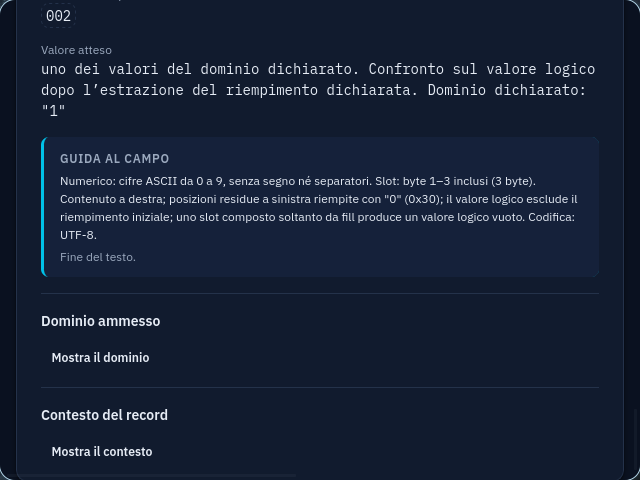 002
Valore atteso
uno dei valori del dominio dichiarato. Confronto sul valore logico
dopo l’estrazione del riempimento dichiarata. Dominio dichiarato:
"1"
GUIDA AL CAMPO
Numerico: cifre ASCII da 0 a 9, senza segno né separatori. Slot: byte 1–3 inclusi (3 byte).
Contenuto a destra; posizioni residue a sinistra riempite con "0" (0x30); il valore logico esclude il
riempimento iniziale; uno slot composto soltanto da fill produce un valore logico vuoto. Codifica:
UTF-8.
Fine del testo.
Dominio ammesso
Mostra il dominio
Contesto del record
Mostra il contesto